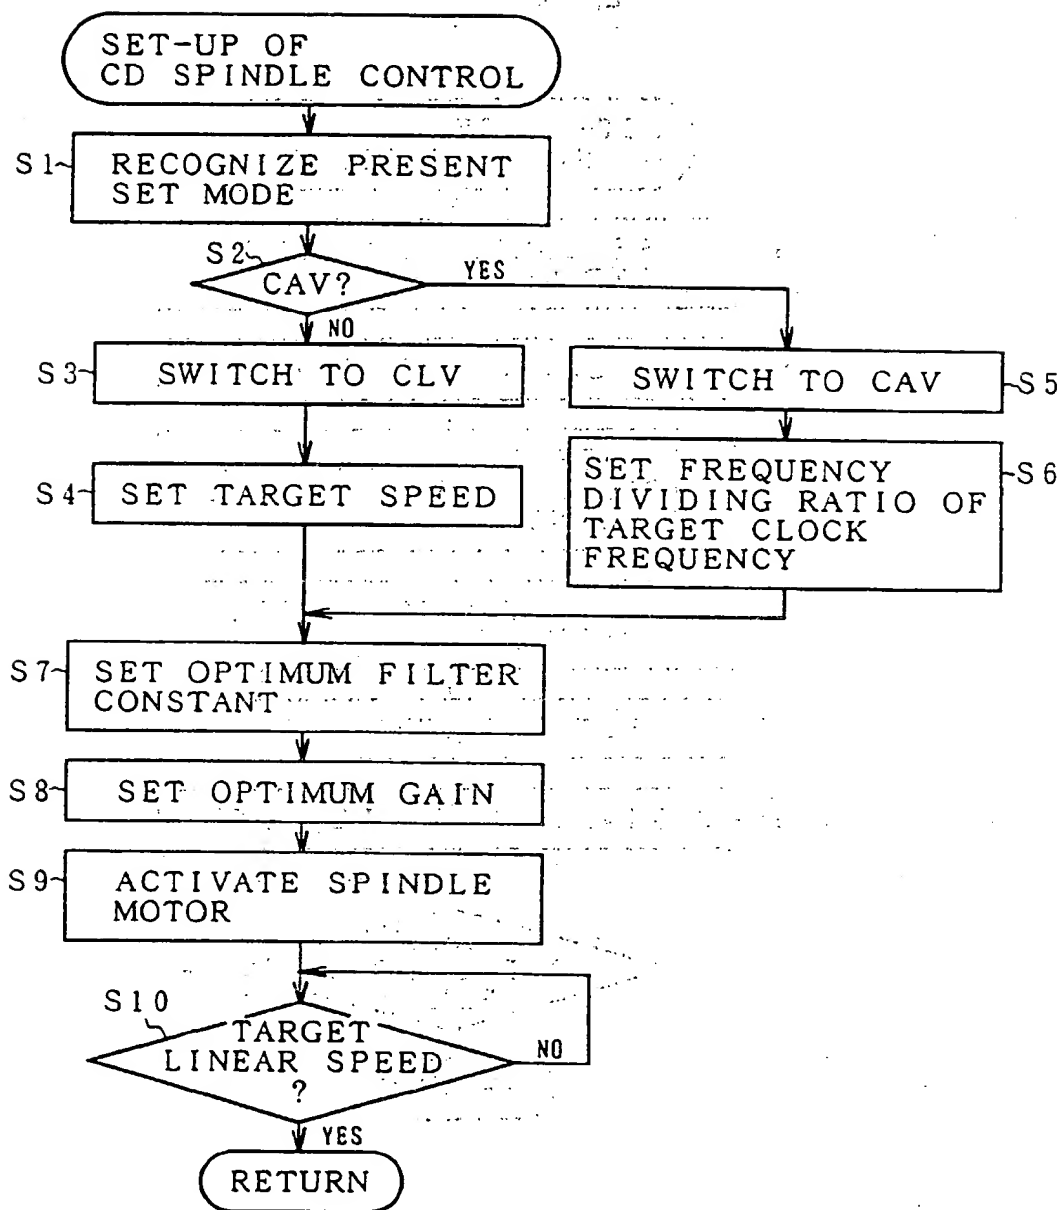 SET-UP OF
CD SPINDLE CONTROL
S1
RECOGNIZE PRESENT
SET MODE
S2
CAV?
YES
NO
S3
SWITCH TO CLV
SWITCH TO CAV
S5
S4
SET TARGET SPEED
SET FREQUENCY
DIVIDING RATIO OF
TARGET CLOCK
FREQUENCY
S6
S7
SET OPTIMUM FILTER
CONSTANT
S8
SET OPTIMUM GAIN
S9
ACTIVATE SPINDLE
MOTOR
S10
TARGET
LINEAR SPEED
?
NO
YES
RETURN